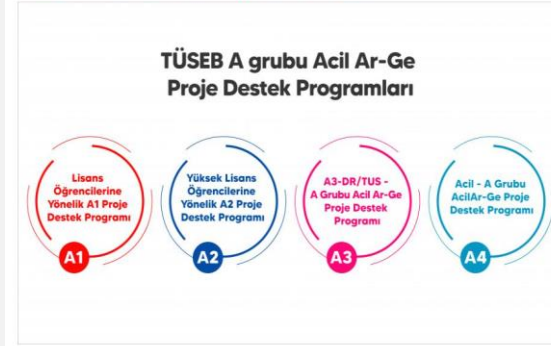 TÜSEB A grubu Acil Ar-Ge
Proje Destek Programları
Lisans
Öğrencilerine
Yönelik A1 Proje
Destek Programı
A1
Yüksek Lisans
Öğrencilerine
Yönelik A2 Proje
Destek Programı
A2
A3-DR/TUS -
A Grubu Acil Ar-Ge
Proje Destek
Programı
A3
Acil - A Grubu
AcilAr-Ge Proje
Destek Programı
A4